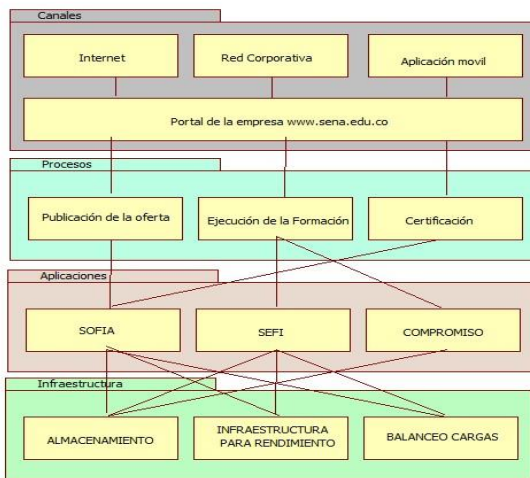 Canales
Internet
Red Corporativa
Aplicación movil
Portal de la empresa www.sena.edu.co
Procesos
Publicación de la oferta
Ejecución de la Formación
Certificación
Aplicaciones
SOFIA
SEFI
COMPROMISO
Infraestructura
ALMACENAMIENTO
INFRAESTRUCTURA
PARA RENDIMIENTO
BALANCEO CARGAS